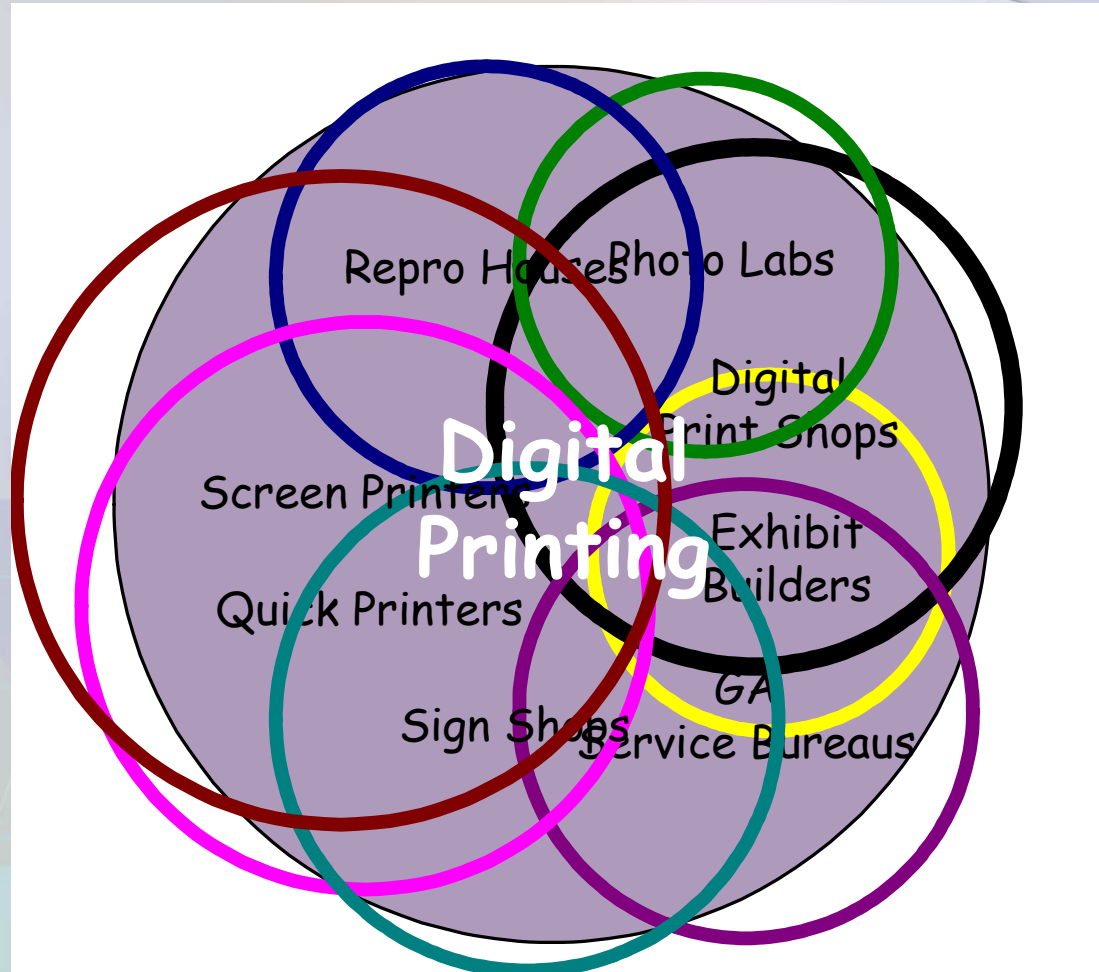 Repro Houses
Photo Labs
Digital
Print Shops
Digital
Printing
Screen Printers
Exhibit
Builders
Quick Printers
GA
Service Bureaus
Sign Shops